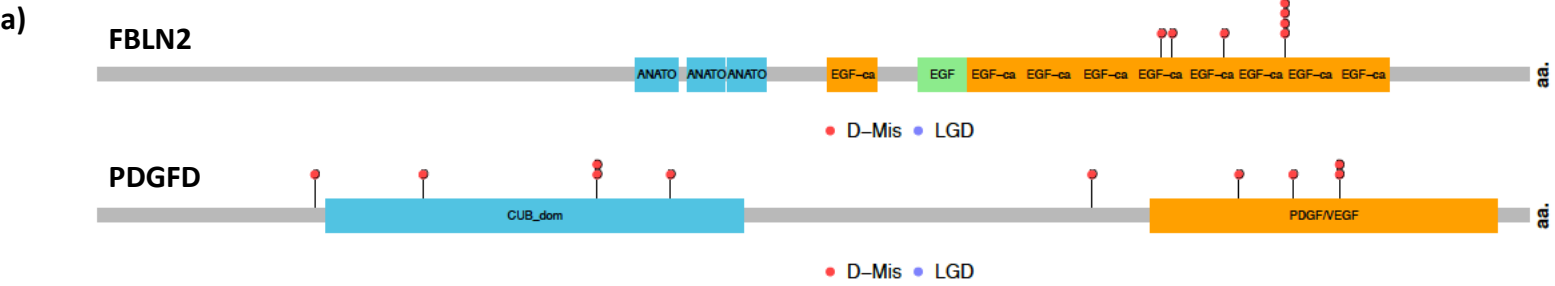 a)
FBLN2
ANATO ANATO ANATO EGF–ca EGF EGF–ca EGF–ca EGF–ca EGF–ca EGF–ca EGF–ca EGF–ca EGF–ca aa.
D–Mis LGD
PDGFD
CUB_dom PDGF/VEGF aa.
D–Mis LGD